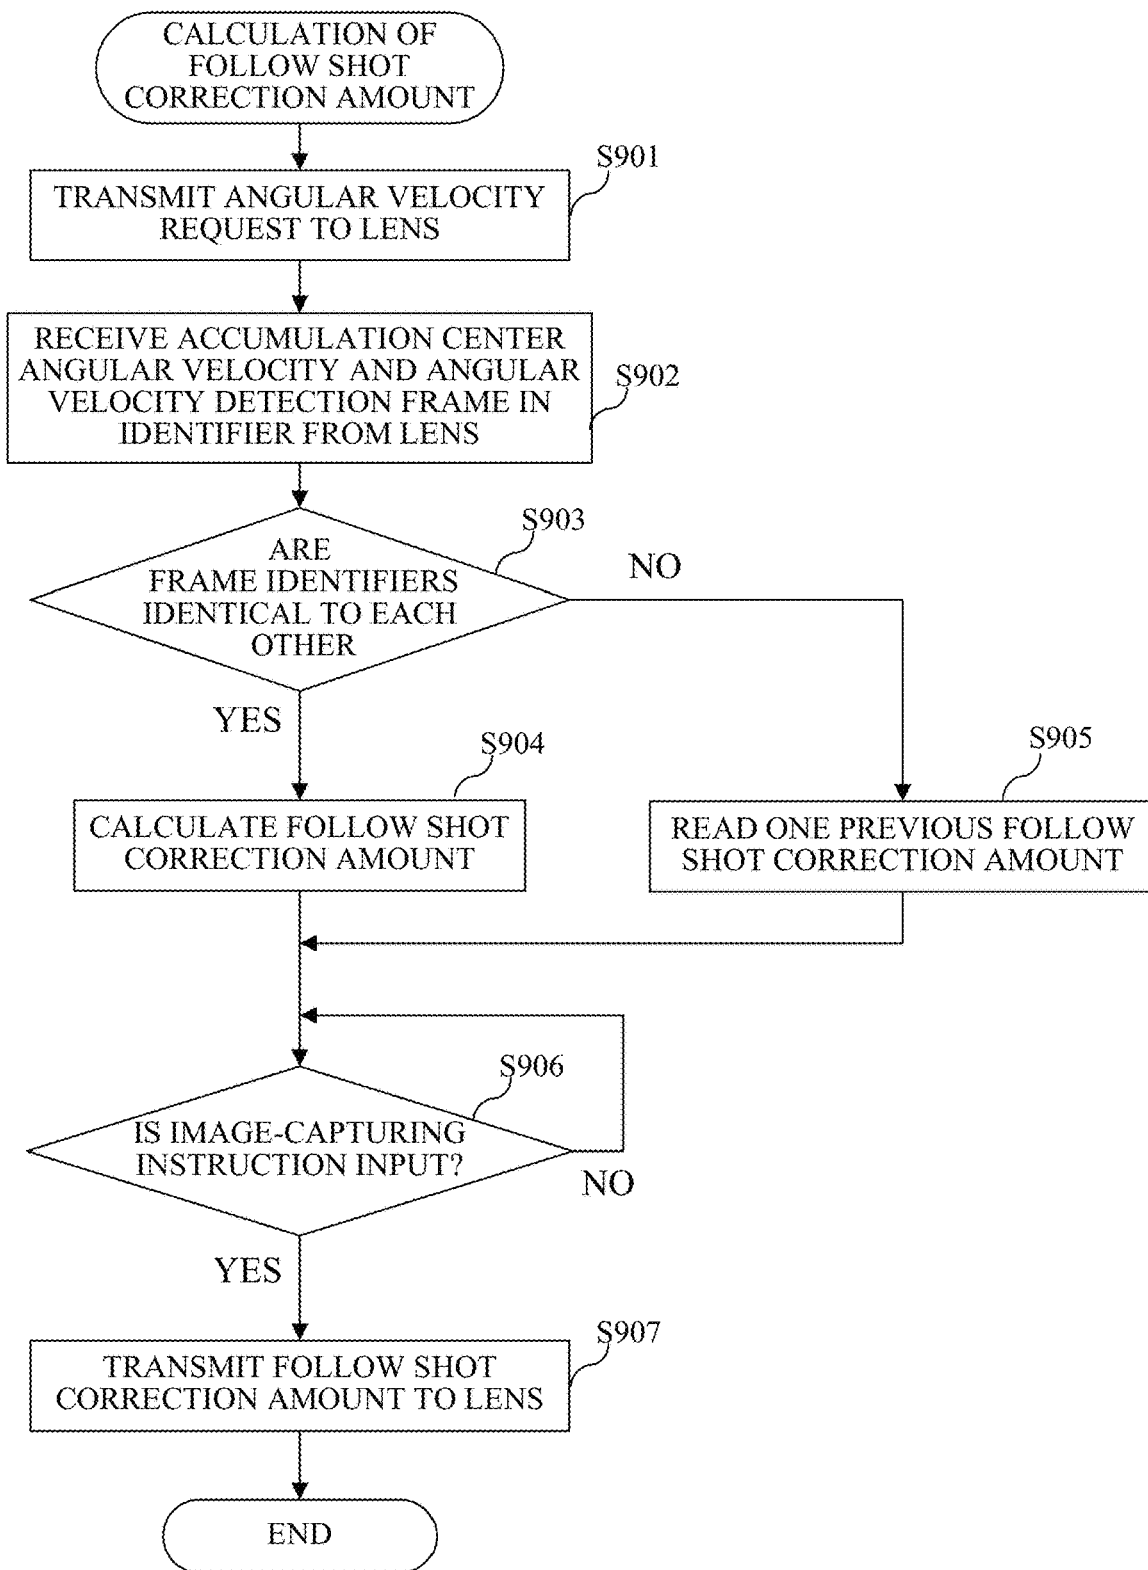 CALCULATION OF
FOLLOW SHOT
CORRECTION AMOUNT
S901
TRANSMIT ANGULAR VELOCITY
REQUEST TO LENS
S902
RECEIVE ACCUMULATION CENTER
ANGULAR VELOCITY AND ANGULAR
VELOCITY DETECTION FRAME IN
IDENTIFIER FROM LENS
S903
ARE
FRAME IDENTIFIERS
IDENTICAL TO EACH
OTHER
NO
YES
S904
CALCULATE FOLLOW SHOT
CORRECTION AMOUNT
S905
READ ONE PREVIOUS FOLLOW
SHOT CORRECTION AMOUNT
S906
IS IMAGE-CAPTURING
INSTRUCTION INPUT?
NO
YES
S907
TRANSMIT FOLLOW SHOT
CORRECTION AMOUNT TO LENS
END